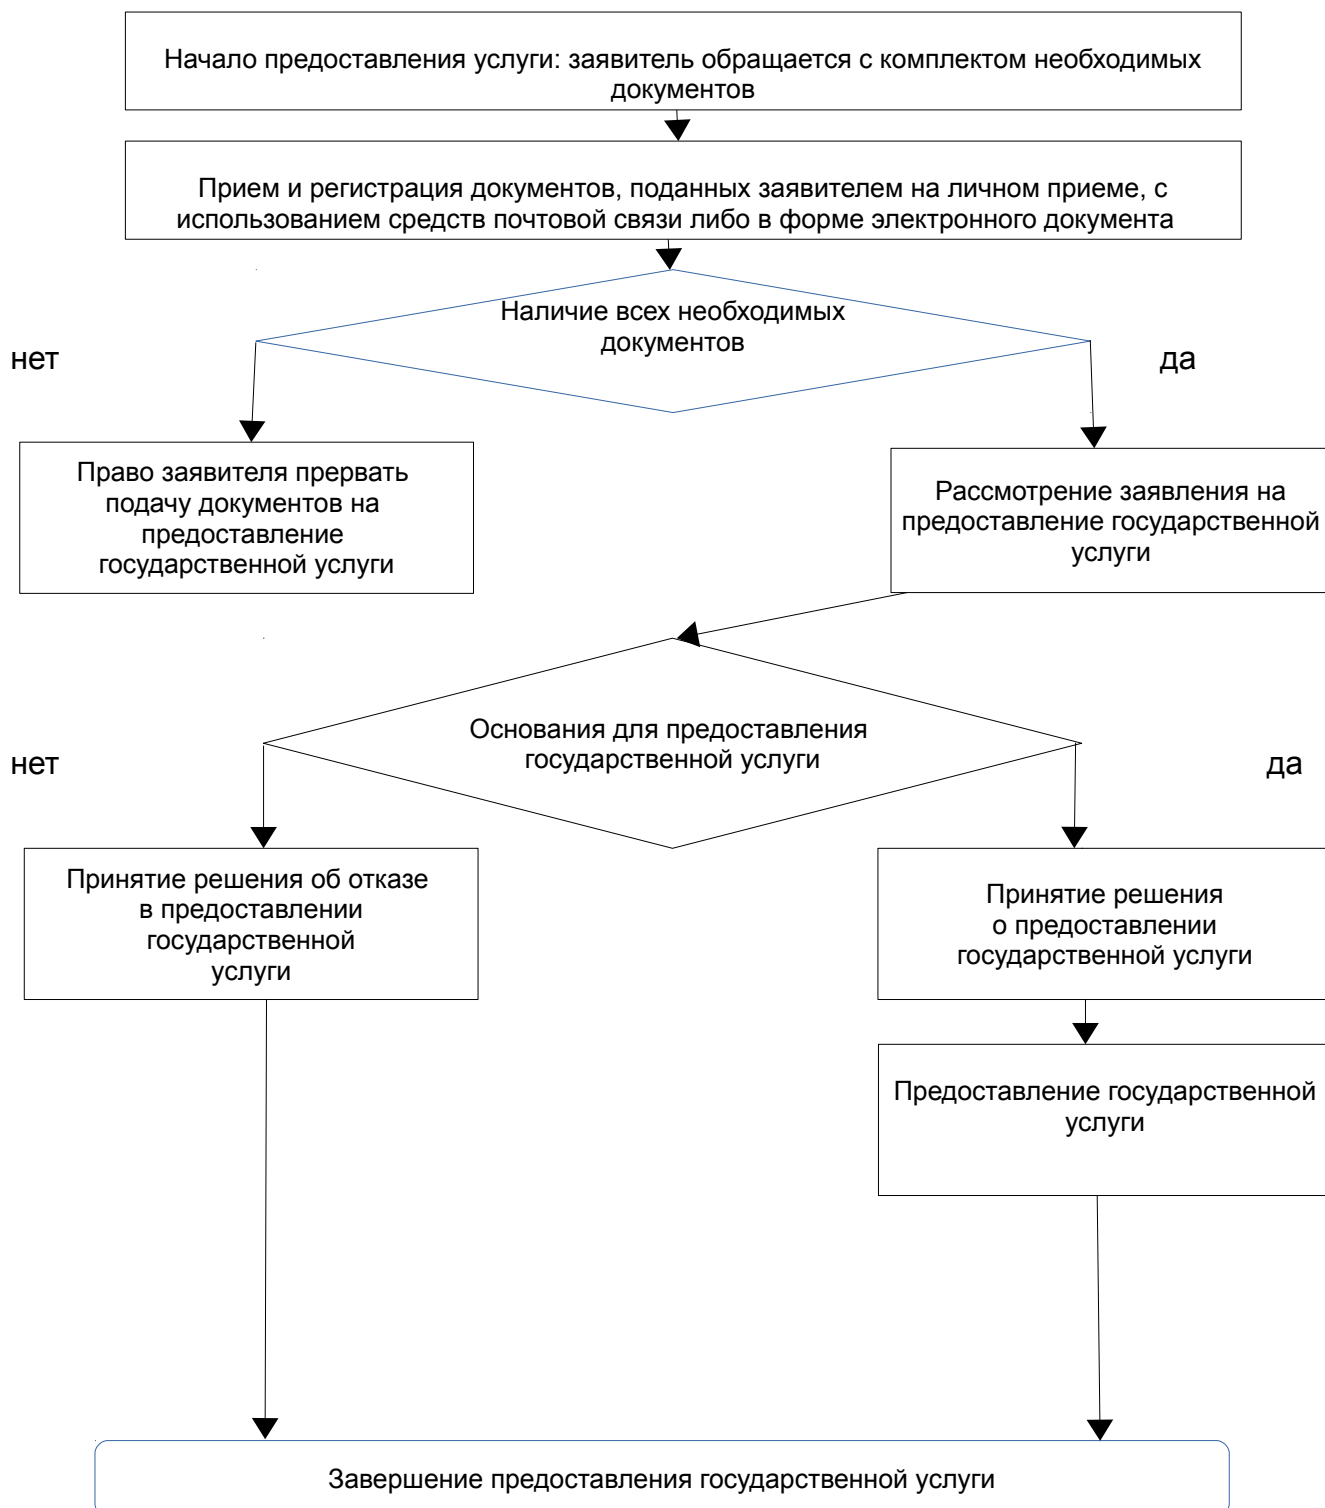 Начало предоставления услуги: заявитель обращается с комплектом необходимых
документов
Прием и регистрация документов, поданных заявителем на личном приеме, с
использованием средств почтовой связи либо в форме электронного документа
Наличие всех необходимых
документов
нет
да
Право заявителя прервать
подачу документов на
предоставление
государственной услуги
Рассмотрение заявления на
предоставление государственной
услуги
Основания для предоставления
государственной услуги
нет
да
Принятие решения об отказе
в предоставлении
государственной
услуги
Принятие решения
о предоставлении
государственной услуги
Предоставление государственной
услуги
Завершение предоставления государственной услуги